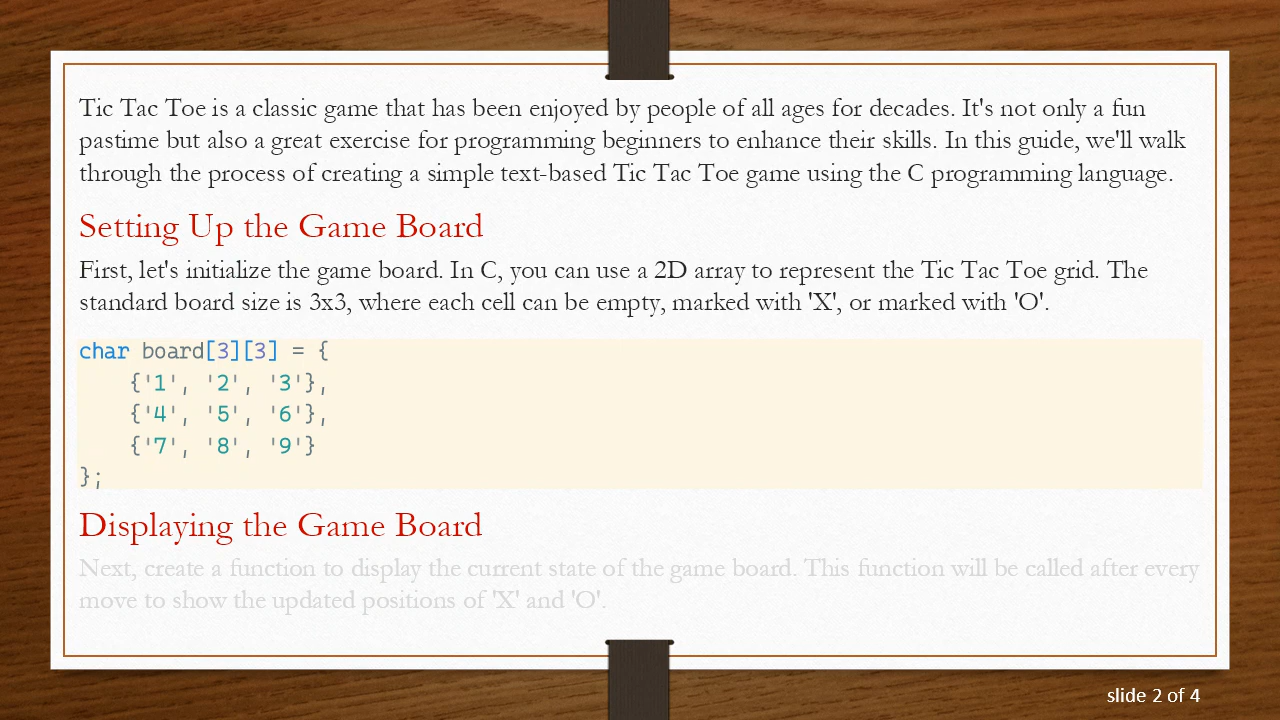 Tic Tac Toe is a classic game that has been enjoyed by people of all ages for decades. It's not only a fun
pastime but also a great exercise for programming beginners to enhance their skills. In this guide, we'll walk
through the process of creating a simple text-based Tic Tac Toe game using the C programming language.
Setting Up the Game Board
First, let's initialize the game board. In C, you can use a 2D array to represent the Tic Tac Toe grid. The
standard board size is 3x3, where each cell can be empty, marked with 'X', or marked with 'O'.
char board[3][3] = {
    {'1', '2', '3'},
    {'4', '5', '6'},
    {'7', '8', '9'}
};
Displaying the Game Board
Next, create a function to display the current state of the game board. This function will be called after every
move to show the updated positions of 'X' and 'O'.
slide 2 of 4